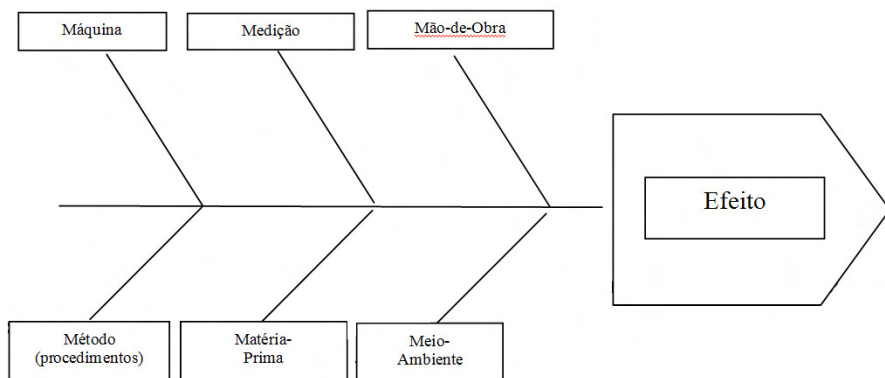 Máquina
Medição
Mão-de-Obra
Efeito
Método
(procedimentos)
Matéria-
Prima
Meio-
Ambiente